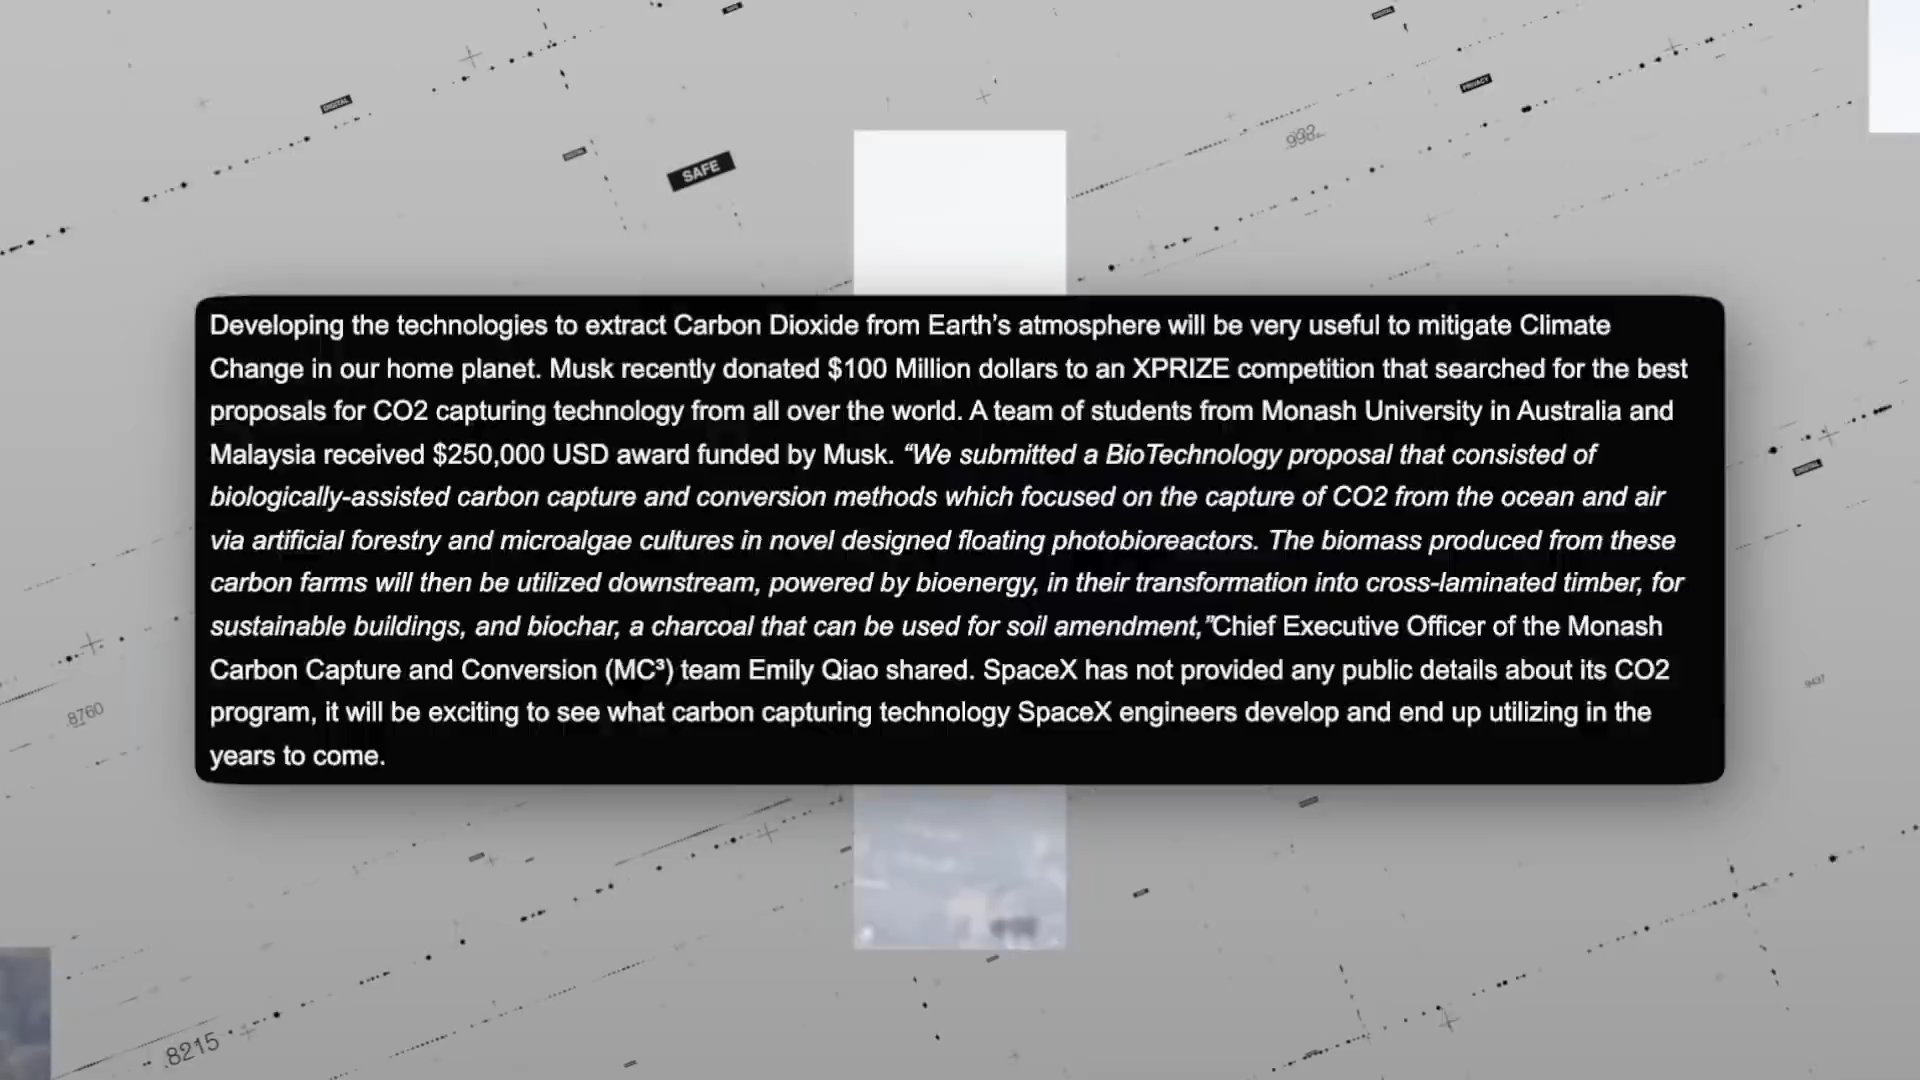 DIGITAL
PRIVACY
992
SAFE
Developing the technologies to extract Carbon Dioxide from Earth's atmosphere will be very useful to mitigate Climate
Change in our home planet. Musk recently donated $100 Million dollars to an XPRIZE competition that searched for the best
proposals for CO2 capturing technology from all over the world. A team of students from Monash University in Australia and
Malaysia received $250,000 USD award funded by Musk. “We submitted a BioTechnology proposal that consisted of
biologically-assisted carbon capture and conversion methods which focused on the capture of CO2 from the ocean and air
via artificial forestry and microalgae cultures in novel designed floating photobioreactors. The biomass produced from these
carbon farms will then be utilized downstream, powered by bioenergy, in their transformation into cross-laminated timber, for
sustainable buildings, and biochar, a charcoal that can be used for soil amendment,”Chief Executive Officer of the Monash
Carbon Capture and Conversion (MC³) team Emily Qiao shared. SpaceX has not provided any public details about its CO2
program, it will be exciting to see what carbon capturing technology SpaceX engineers develop and end up utilizing in the
years to come.
DIGITAL
8760
8215